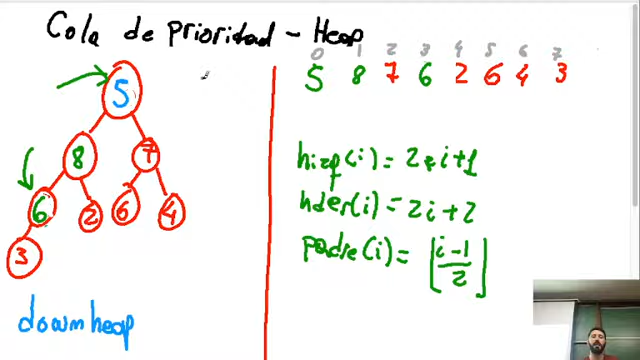 Cola de prioridad - Heap
0 1 2 3 4 5 6 7
5 8 7 6 2 6 4 3
5
8 7
6 2 6 4
3
hizq(i) = 2*i+1
hder(i) = 2i+2
padre(i) = ⌊(i-1)/2⌋
downheap